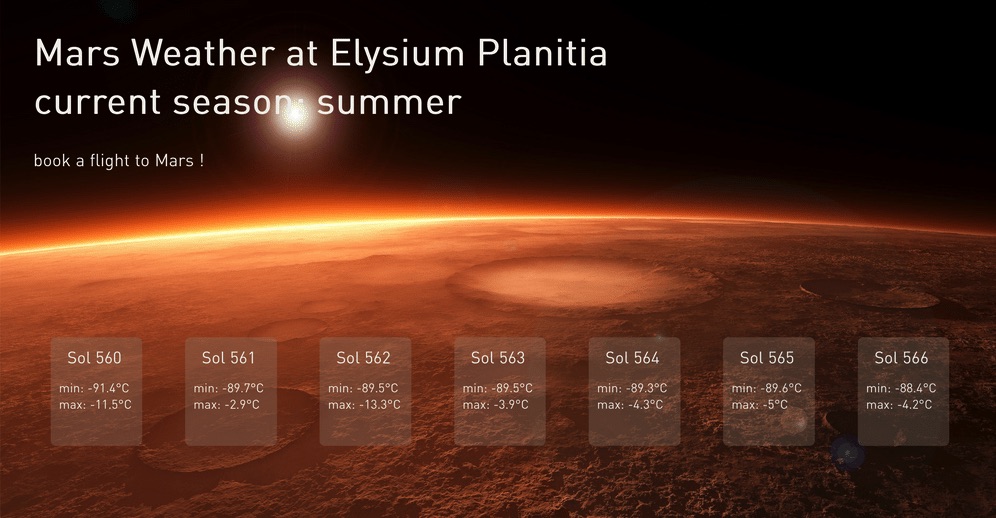 Mars Weather at Elysium Planitia
current season: summer
book a flight to Mars !
Sol 560
min: -91.4°C
max: -11.5°C
Sol 561
min: -89.7°C
max: -2.9°C
Sol 562
min: -89.5°C
max: -13.3°C
Sol 563
min: -89.5°C
max: -3.9°C
Sol 564
min: -89.3°C
max: -4.3°C
Sol 565
min: -89.6°C
max: -5°C
Sol 566
min: -88.4°C
max: -4.2°C